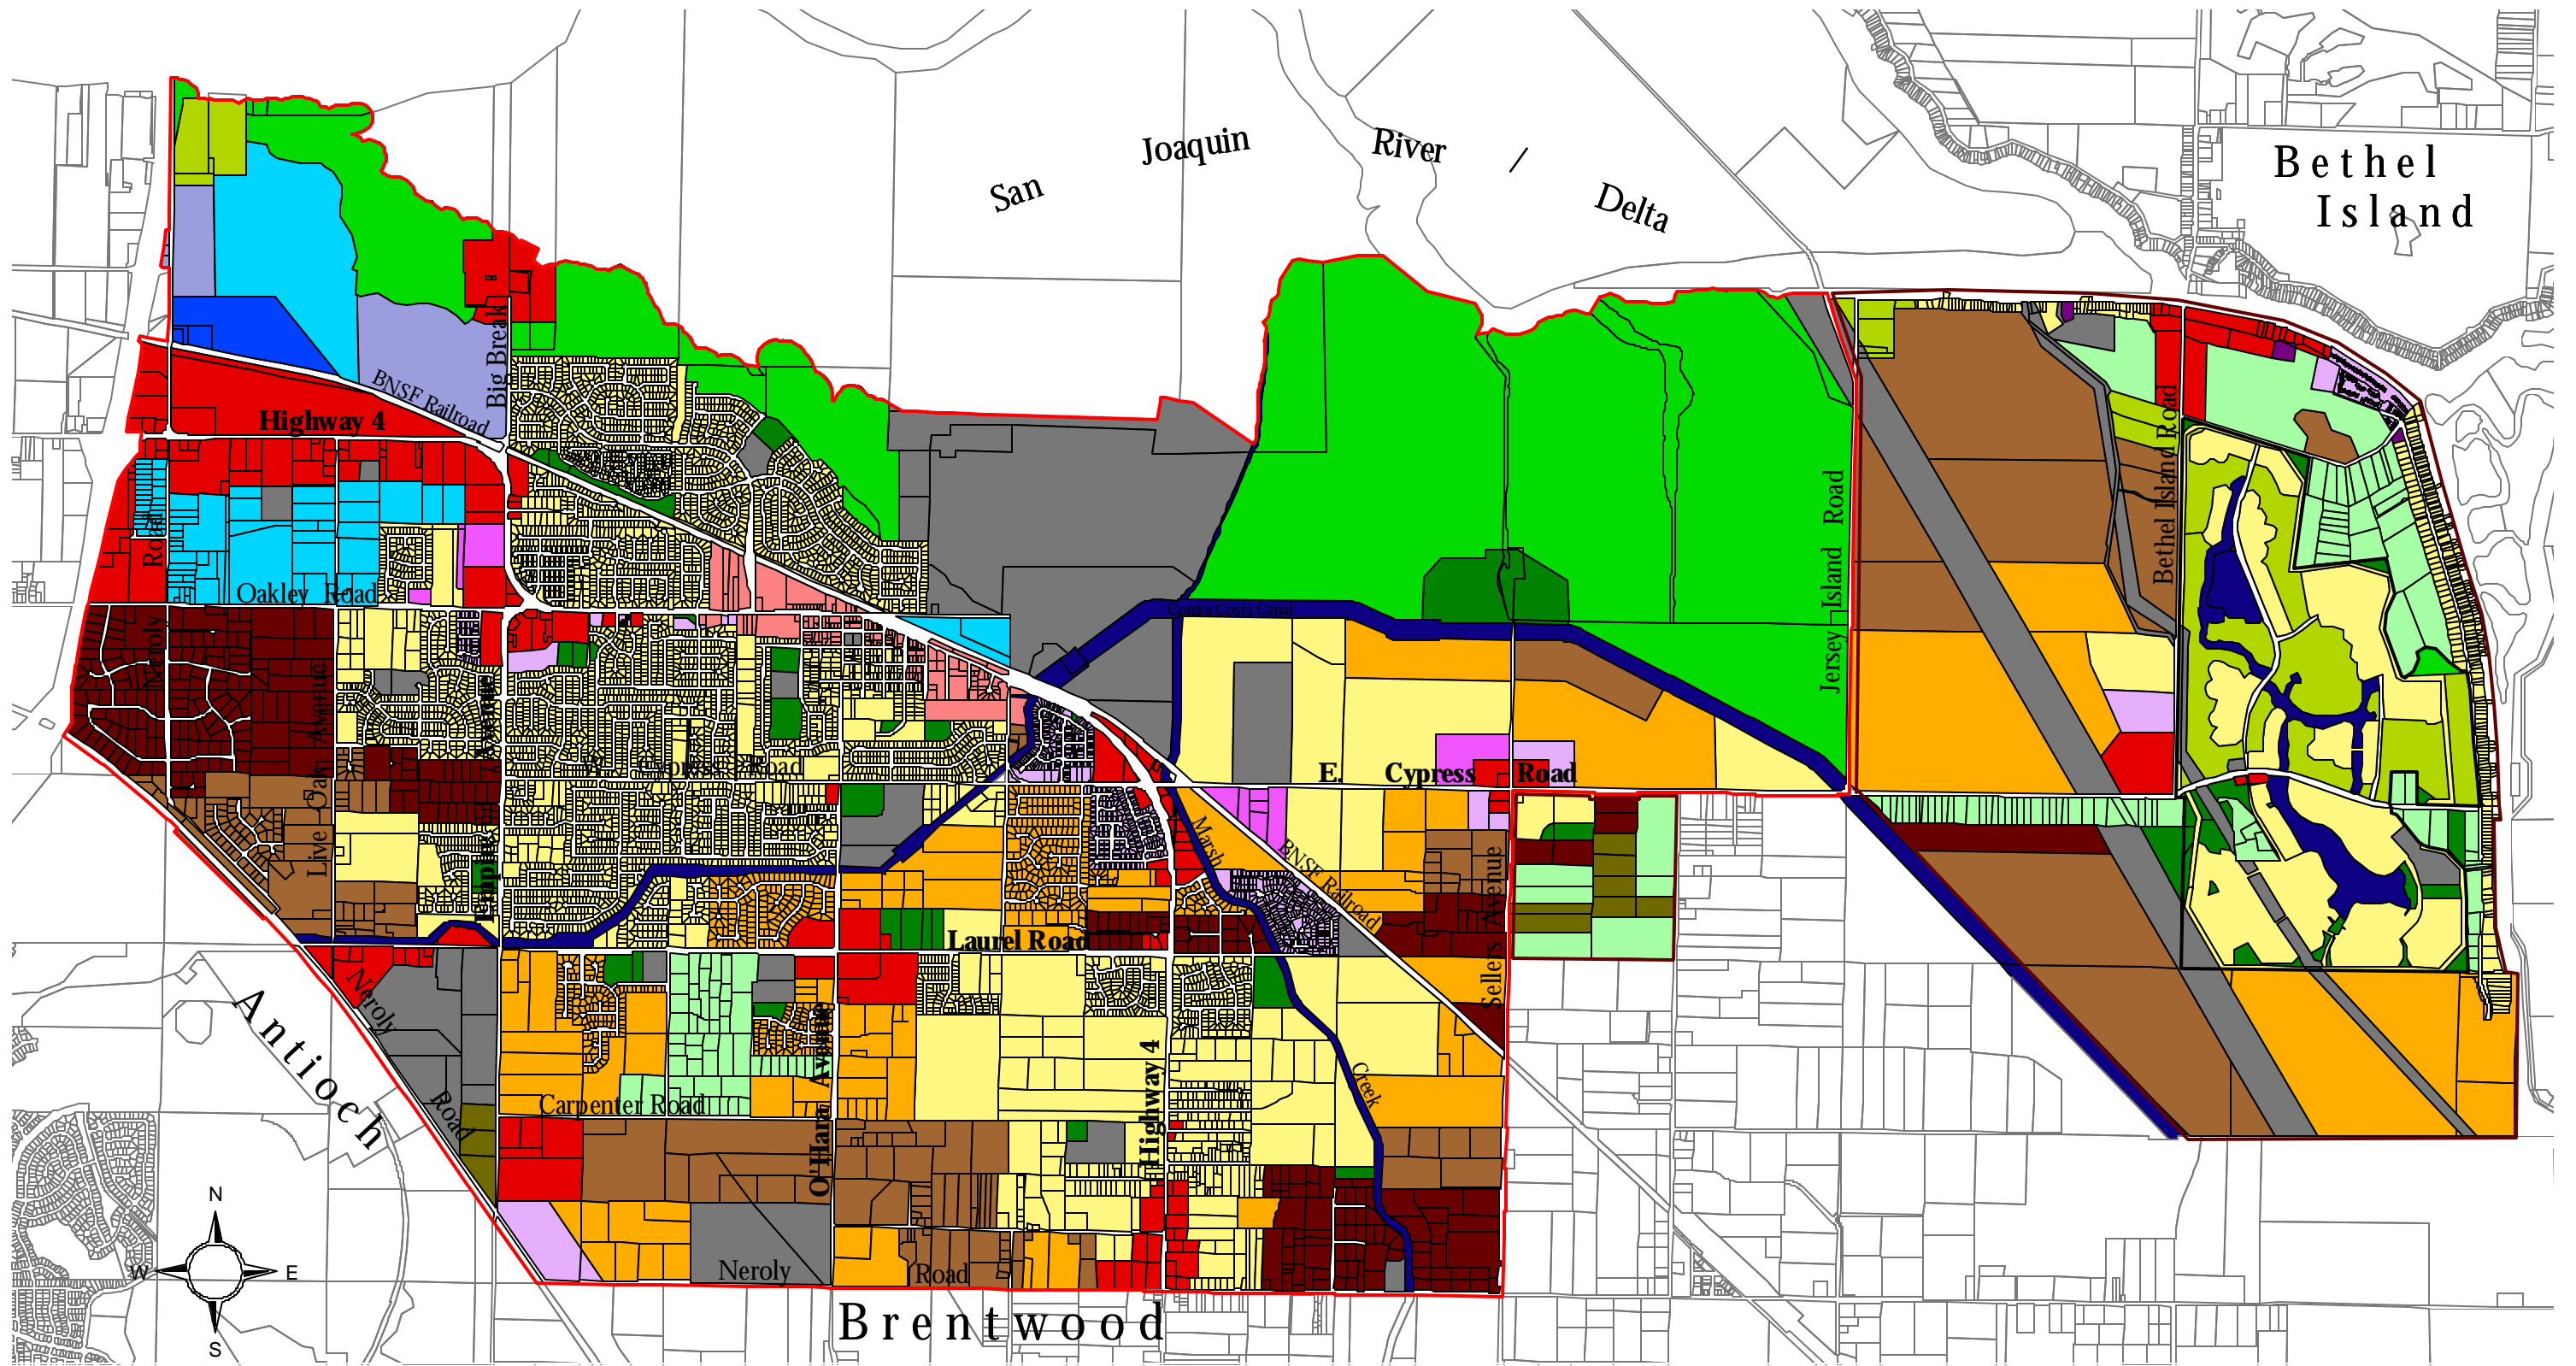 Bethel
Island
San Joaquin River / Delta
Big Break
BNSF Railroad
Highway 4
Bethel Island Road
Jersey Island Road
Road
Neroly
Oakley Road
Contra Costa Canal
Live Oak Avenue
Empire Avenue
Cypress Road
E. Cypress Road
Marsh
Creek
BNSF Railroad
Laurel Road
Sellers Avenue
Neroly Road
Antioch
Carpenter Road
O'Hara Avenue
Highway 4
Neroly Road
Brentwood
N
W E
S